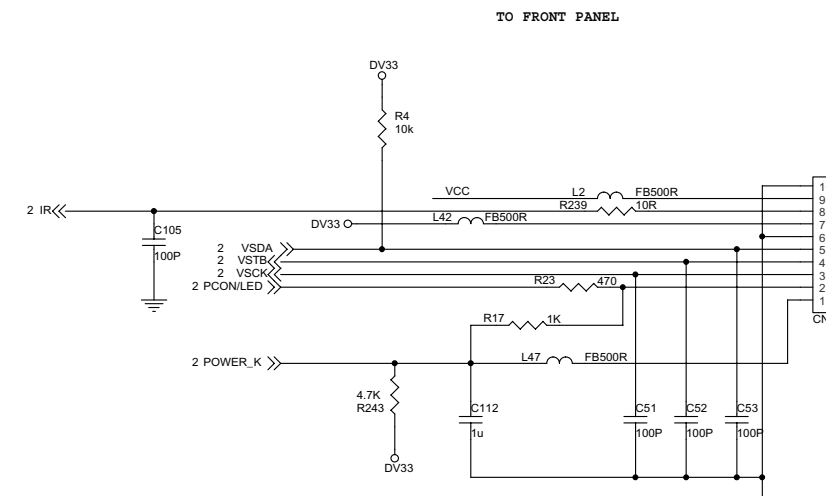 TO FRONT PANEL
DV33
R4
10k
VCC
L2
FB500R
1
9
2 IR
R239
10R
8
C105
100P
DV33
L42
FB500R
7
6
2 VSDA
5
2 VSTB
4
2 VSCK
3
2 PCON/LED
R23
470
2
1
CN
R17
1K
2 POWER_K
L47
FB500R
4.7K
R243
C112
1u
C51
100P
C52
100P
C53
100P
DV33